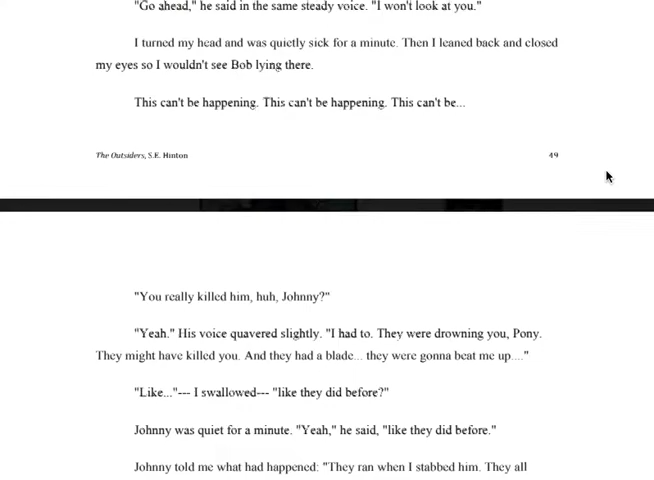 "Go ahead," he said in the same steady voice. "I won't look at you."
I turned my head and was quietly sick for a minute. Then I leaned back and closed
my eyes so I wouldn't see Bob lying there.
This can't be happening. This can't be happening. This can't be...
The Outsiders, S.E. Hinton 49
"You really killed him, huh, Johnny?"
"Yeah." His voice quavered slightly. "I had to. They were drowning you, Pony.
They might have killed you. And they had a blade... they were gonna beat me up...."
"Like..."--- I swallowed--- "like they did before?"
Johnny was quiet for a minute. "Yeah," he said, "like they did before."
Johnny told me what had happened: "They ran when I stabbed him. They all